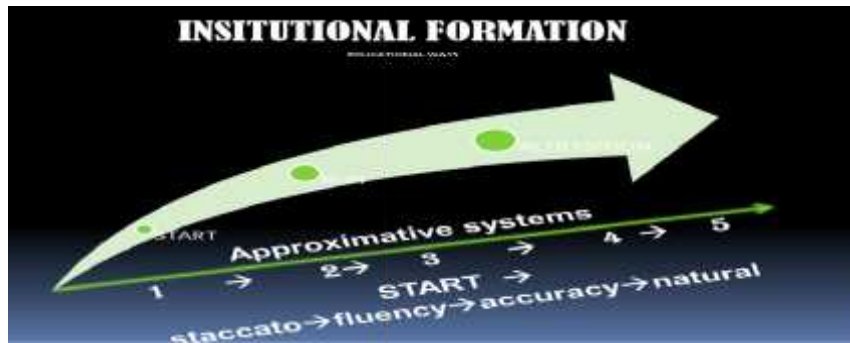 INSITUTIONAL FORMATION
START
Approximative systems
1 → 2→ 3 → 4 → 5
START →
staccato→fluency→accuracy→natural